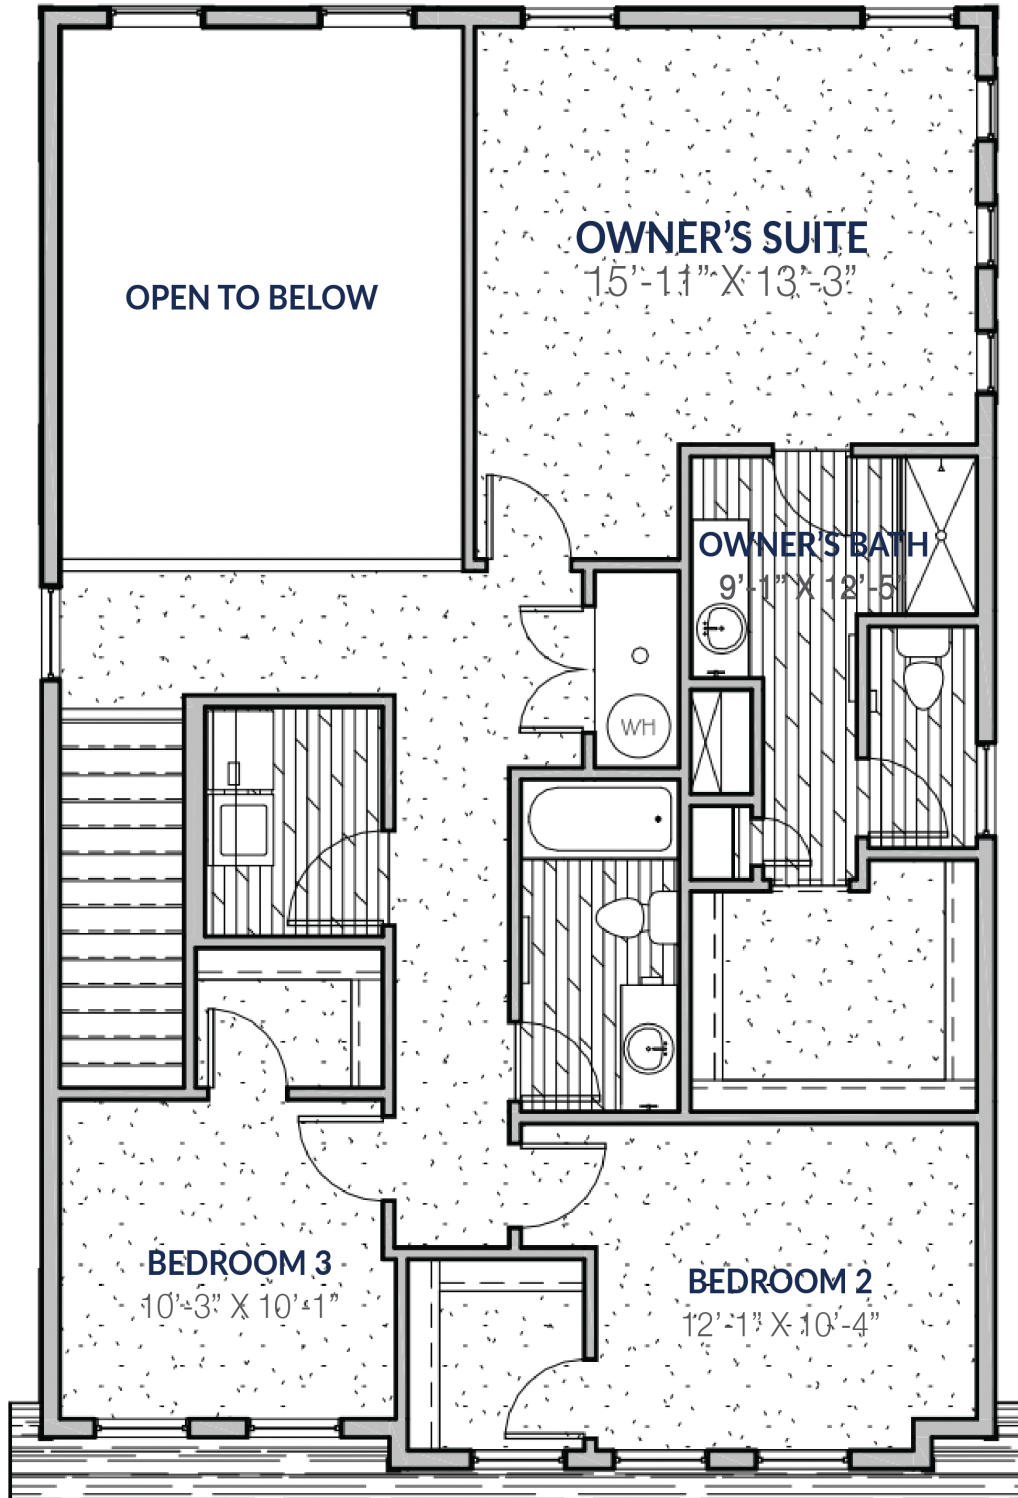 OWNER’S SUITE
15’-11” X 13’-3”
OPEN TO BELOW
OWNER’S BATH
9’-1” X 12’-5”
WH
BEDROOM 3
10’-3” X 10’-1”
BEDROOM 2
12’-1” X 10’-4”